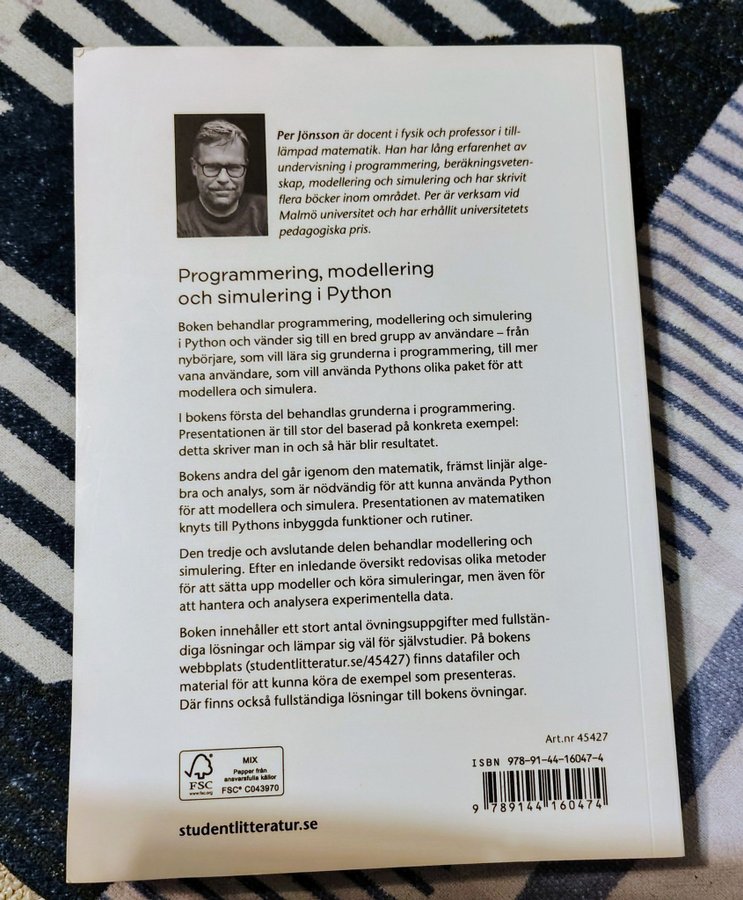 Per Jönsson är docent i fysik och professor i till-
lämpad matematik. Han har lång erfarenhet av
undervisning i programmering, beräkningsveten-
skap, modellering och simulering och har skrivit
flera böcker inom området. Per är verksam vid
Malmö universitet och har erhållit universitetets
pedagogiska pris.
Programmering, modellering
och simulering i Python
Boken behandlar programmering, modellering och simulering
i Python och vänder sig till en bred grupp av användare – från
nybörjare, som vill lära sig grunderna i programmering, till mer
vana användare, som vill använda Pythons olika paket för att
modellera och simulera.
I bokens första del behandlas grunderna i programmering.
Presentationen är till stor del baserad på konkreta exempel:
detta skriver man in och så här blir resultatet.
Bokens andra del går igenom den matematik, främst linjär alge-
bra och analys, som är nödvändig för att kunna använda Python
för att modellera och simulera. Presentationen av matematiken
knyts till Pythons inbyggda funktioner och rutiner.
Den tredje och avslutande delen behandlar modellering och
simulering. Efter en inledande översikt redovisas olika metoder
för att sätta upp modeller och köra simuleringar, men även för
att hantera och analysera experimentella data.
Boken innehåller ett stort antal övningsuppgifter med fullstän-
diga lösningar och lämpar sig väl för självstudier. På bokens
webbplats (studentlitteratur.se/45427) finns datafiler och
material för att kunna köra de exempel som presenteras.
Där finns också fullständiga lösningar till bokens övningar.
Art.nr 45427
ISBN 978-91-44-16047-4
9 789144 160474
FSC
www.fsc.org
MIX
Papper från
ansvarsfulla källor
FSC® C043970
studentlitteratur.se